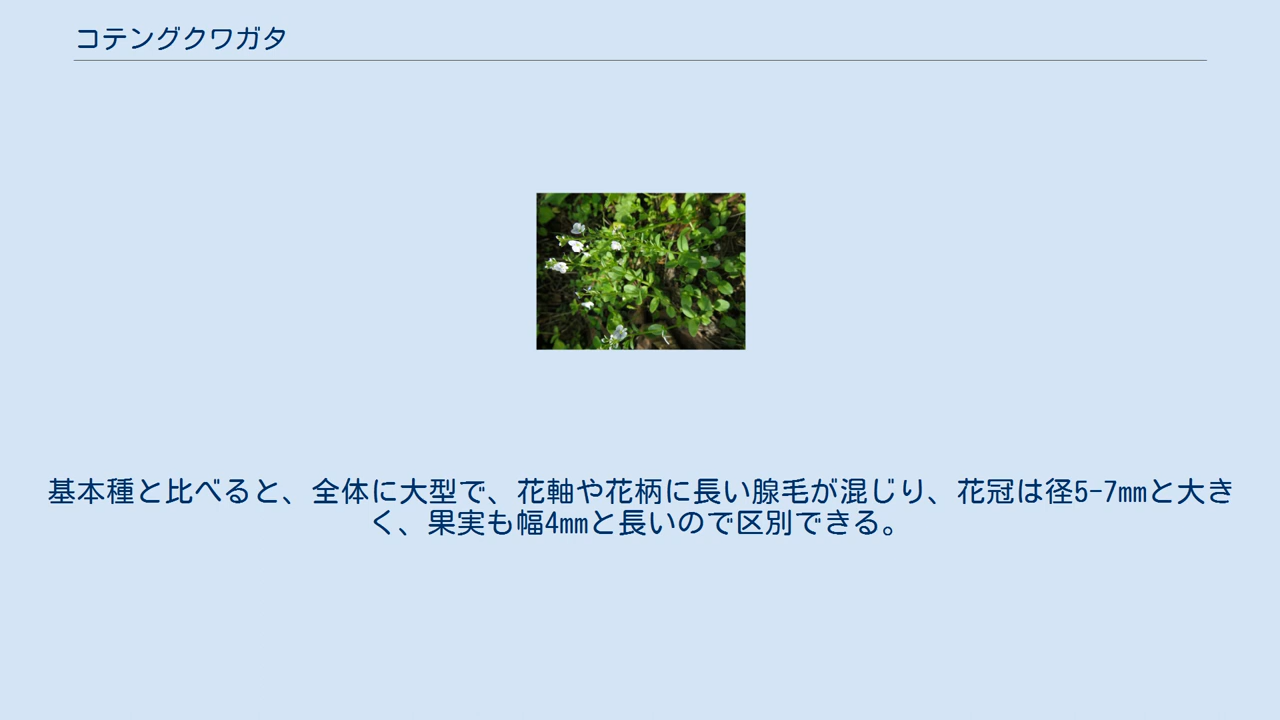 コテングクワガタ
基本種と比べると、全体に大型で、花軸や花柄に長い腺毛が混じり、花冠は径5-7mmと大き
く、果実も幅4mmと長いので区別できる。